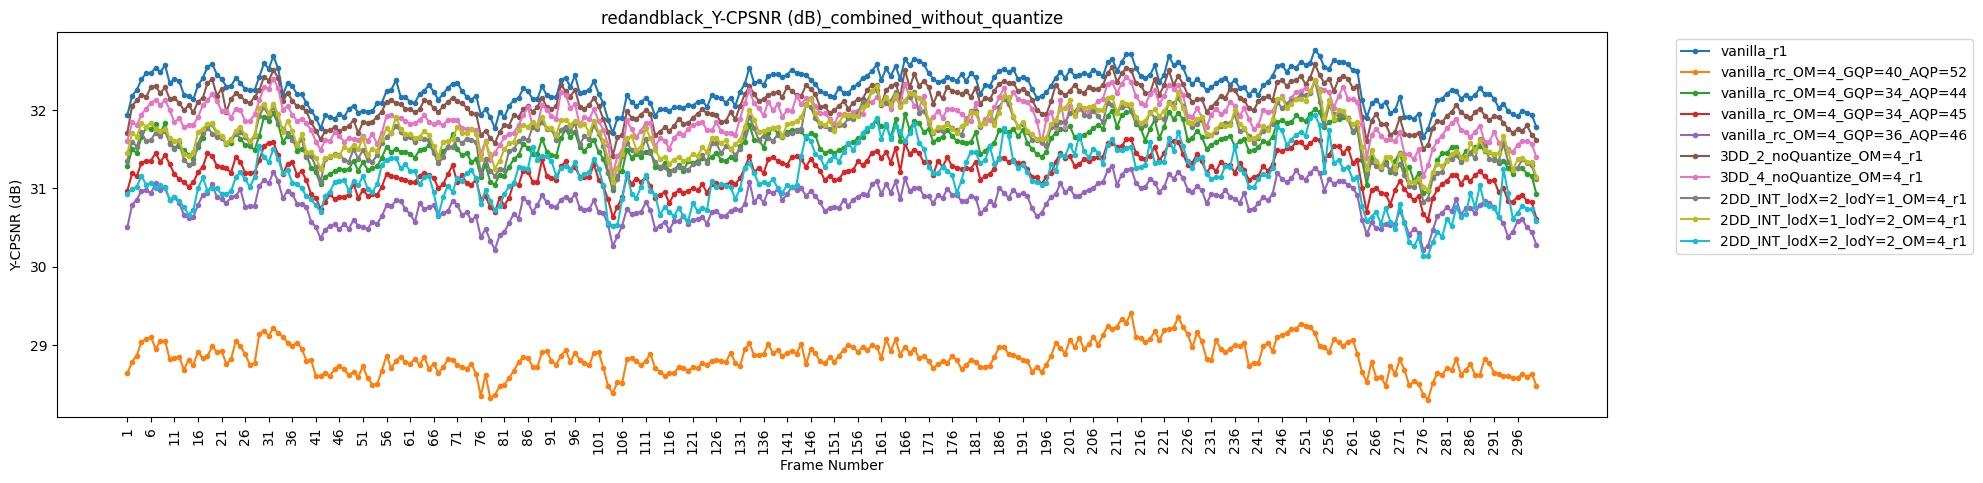 redandblack_Y-CPSNR (dB)_combined_without_quantize
Y-CPSNR (dB)
32
31
30
29
1 6 11 16 21 26 31 36 41 46 51 56 61 66 71 76 81 86 91 96 101 106 111 116 121 126 131 136 141 146 151 156 161 166 171 176 181 186 191 196 201 206 211 216 221 226 231 236 241 246 251 256 261 266 271 276 281 286 291 296
Frame Number
vanilla_r1
vanilla_rc_OM=4_GQP=40_AQP=52
vanilla_rc_OM=4_GQP=34_AQP=44
vanilla_rc_OM=4_GQP=34_AQP=45
vanilla_rc_OM=4_GQP=36_AQP=46
3DD_2_noQuantize_OM=4_r1
3DD_4_noQuantize_OM=4_r1
2DD_INT_lodX=2_lodY=1_OM=4_r1
2DD_INT_lodX=1_lodY=2_OM=4_r1
2DD_INT_lodX=2_lodY=2_OM=4_r1